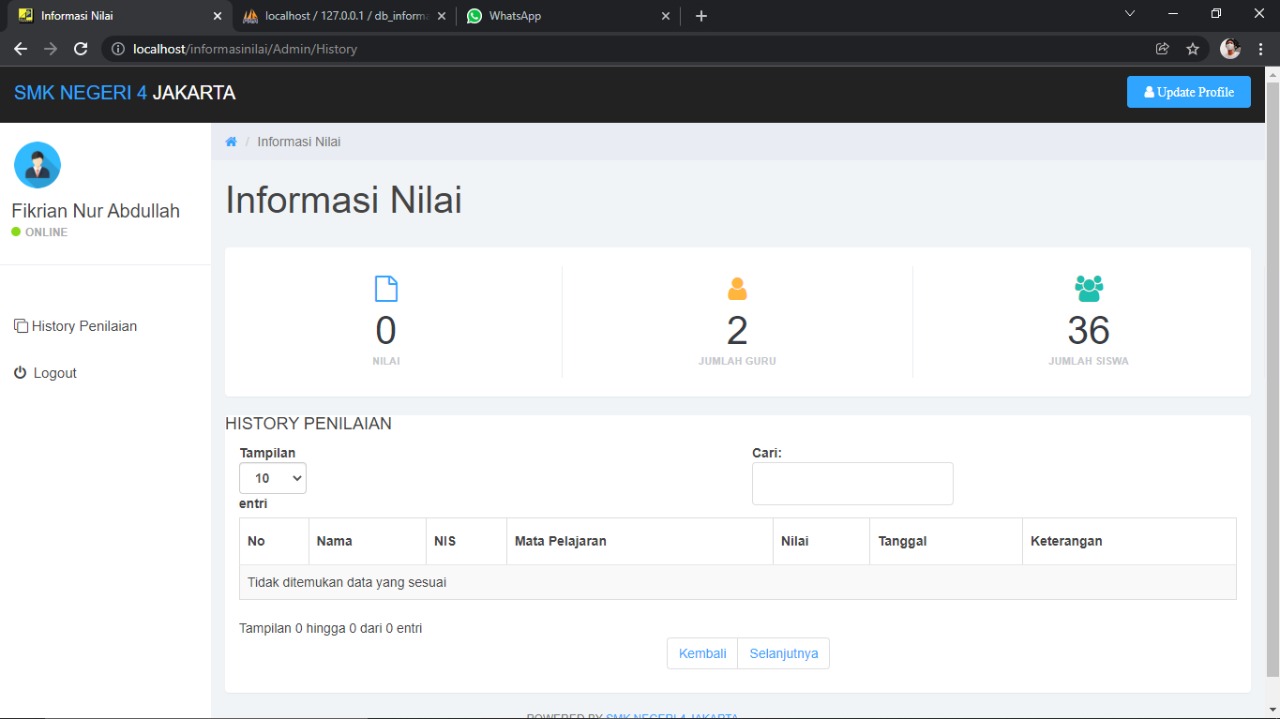 Informasi Nilai
localhost / 127.0.0.1 / db_informa
WhatsApp
localhost/informasinilai/Admin/History
SMK NEGERI 4 JAKARTA
Update Profile
Fikrian Nur Abdullah
ONLINE
History Penilaian
Logout
/ Informasi Nilai
Informasi Nilai
0
NILAI
2
JUMLAH GURU
36
JUMLAH SISWA
HISTORY PENILAIAN
Tampilan
10
entri
Cari:
No Nama NIS Mata Pelajaran Nilai Tanggal Keterangan
Tidak ditemukan data yang sesuai
Tampilan 0 hingga 0 dari 0 entri
Kembali Selanjutnya
POWERED BY SMK NEGERI 4 JAKARTA